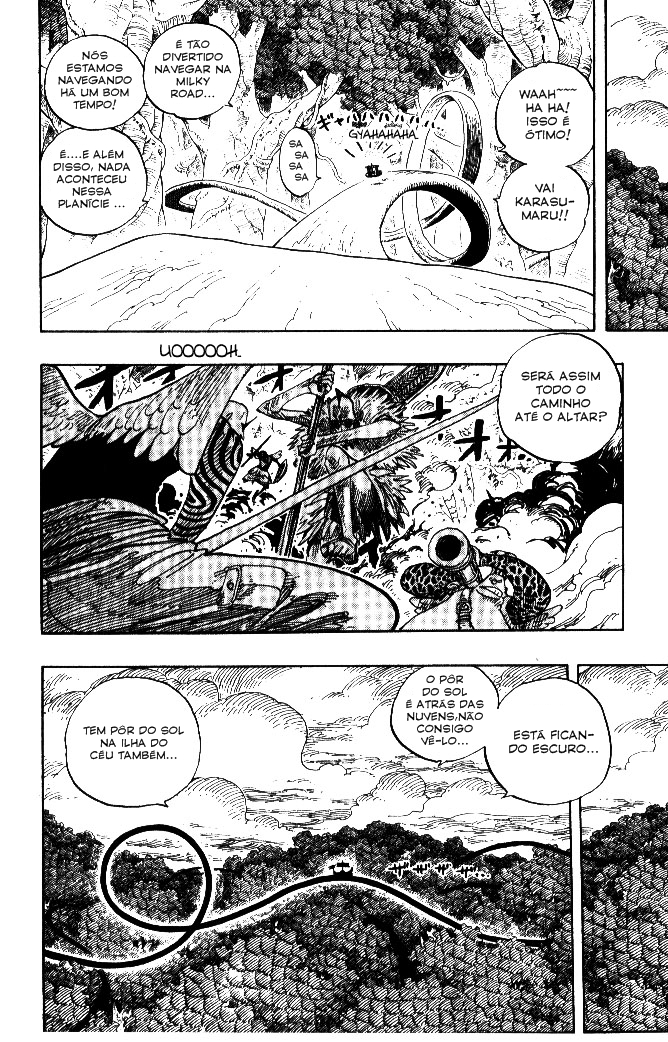 WAAH~~~
HA HA!
ISSO É
ÓTIMO!
VAI
KARASU-
MARU!!
É TÃO
DIVERTIDO
NAVEGAR NA
MILKY
ROAD...
NÓS
ESTAMOS
NAVEGANDO
HÁ UM BOM
TEMPO!
É....E ALÉM
DISSO, NADA
ACONTECEU
NESSA
PLANÍCIE ...
GYAHAHAHA
SA
SA
SA
SA
UOOOOOH
SERÁ ASSIM
TODO O
CAMINHO
ATÉ O ALTAR?
ESTÁ FICAN-
DO ESCURO...
O PÔR
DO SOL
É ATRÁS DAS
NUVENS,NÃO
CONSIGO
VÊ-LO...
TEM PÔR DO SOL
NA ILHA DO
CÉU TAMBÉM...